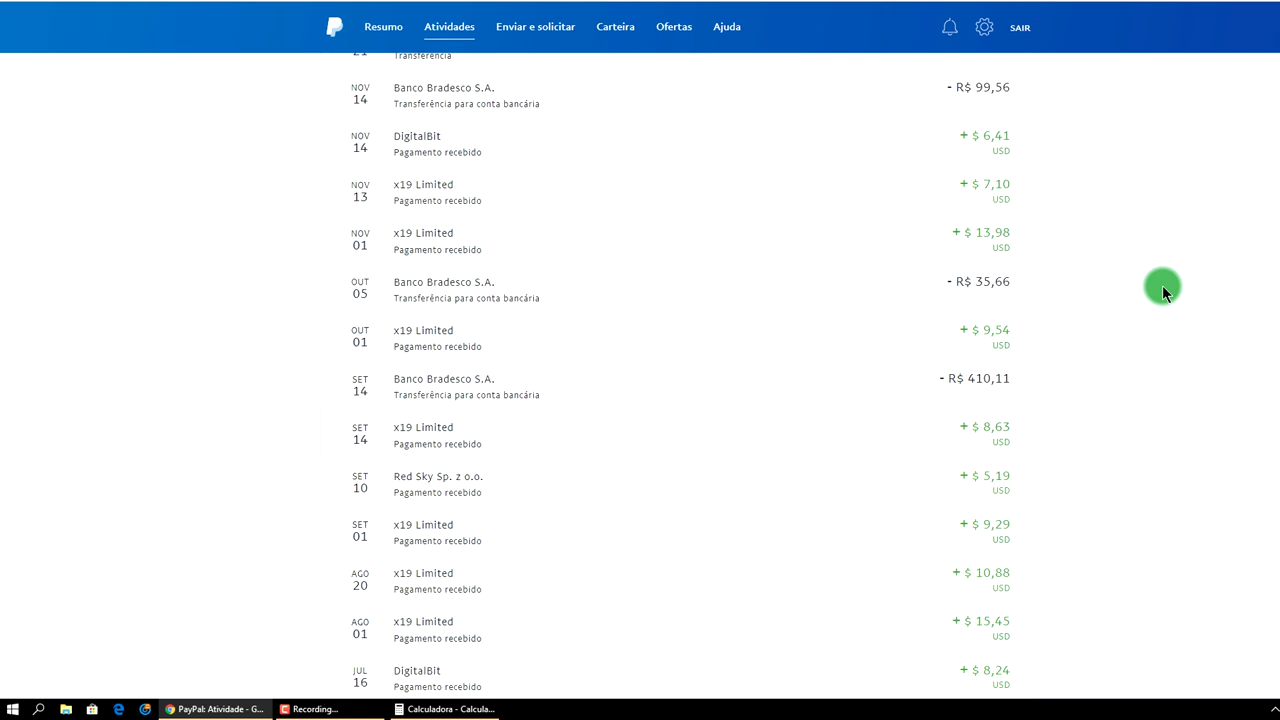 Resumo Atividades Enviar e solicitar Carteira Ofertas Ajuda SAIR
21 Transferência
NOV 14 Banco Bradesco S.A. - R$ 99,56
Transferência para conta bancária
NOV 14 DigitalBit + $ 6,41
Pagamento recebido USD
NOV 13 x19 Limited + $ 7,10
Pagamento recebido USD
NOV 01 x19 Limited + $ 13,98
Pagamento recebido USD
OUT 05 Banco Bradesco S.A. - R$ 35,66
Transferência para conta bancária
OUT 01 x19 Limited + $ 9,54
Pagamento recebido USD
SET 14 Banco Bradesco S.A. - R$ 410,11
Transferência para conta bancária
SET 14 x19 Limited + $ 8,63
Pagamento recebido USD
SET 10 Red Sky Sp. z o.o. + $ 5,19
Pagamento recebido USD
SET 01 x19 Limited + $ 9,29
Pagamento recebido USD
AGO 20 x19 Limited + $ 10,88
Pagamento recebido USD
AGO 01 x19 Limited + $ 15,45
Pagamento recebido USD
JUL 16 DigitalBit + $ 8,24
Pagamento recebido USD
PayPal: Atividade - G... Recording... Calculadora - Calcula...